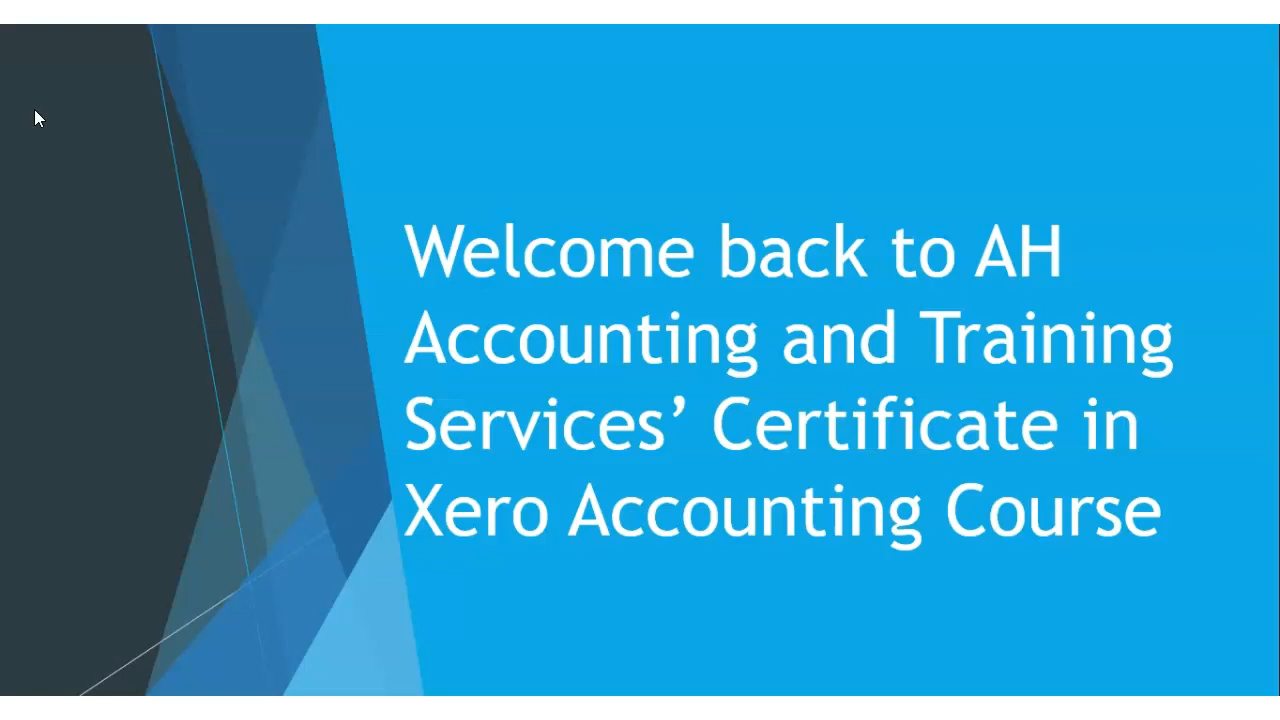 Welcome back to AH
Accounting and Training
Services’ Certificate in
Xero Accounting Course